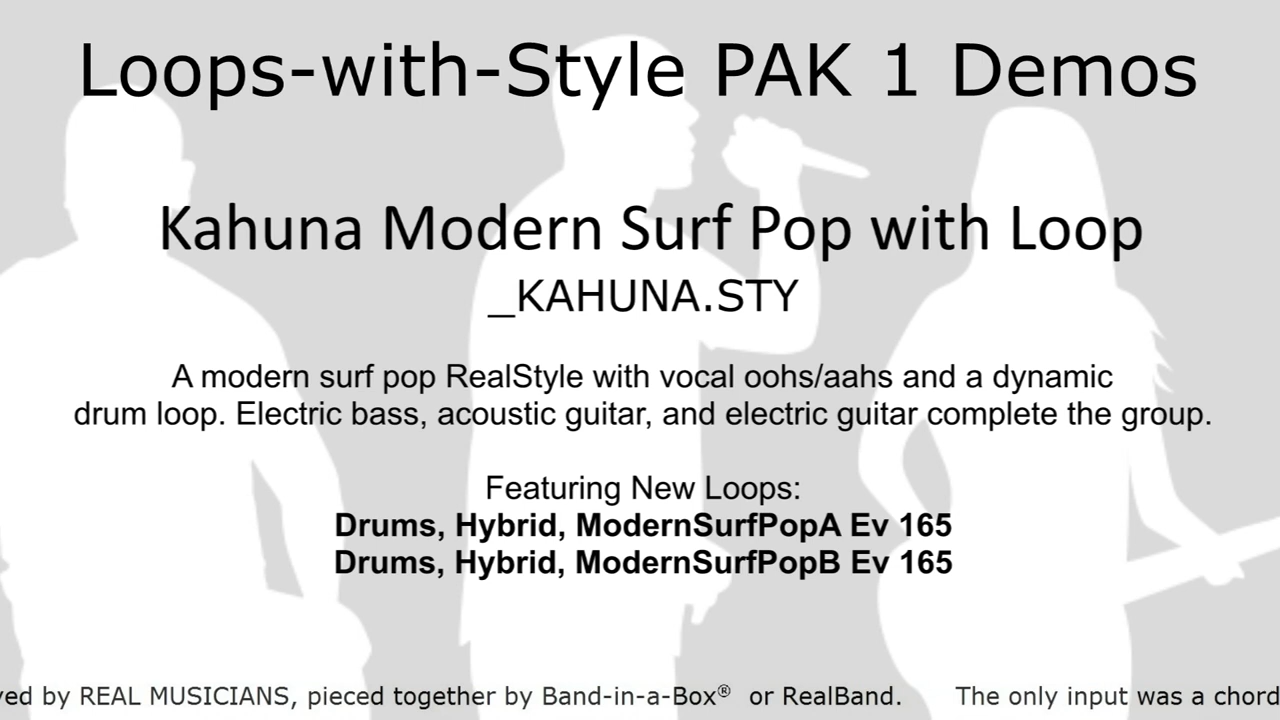 Loops-with-Style PAK 1 Demos
Kahuna Modern Surf Pop with Loop
_KAHUNA.STY
A modern surf pop RealStyle with vocal oohs/aahs and a dynamic
drum loop. Electric bass, acoustic guitar, and electric guitar complete the group.
Featuring New Loops:
Drums, Hybrid, ModernSurfPopA Ev 165
Drums, Hybrid, ModernSurfPopB Ev 165
by REAL MUSICIANS, pieced together by Band-in-a-Box® or RealBand. The only input was a chord